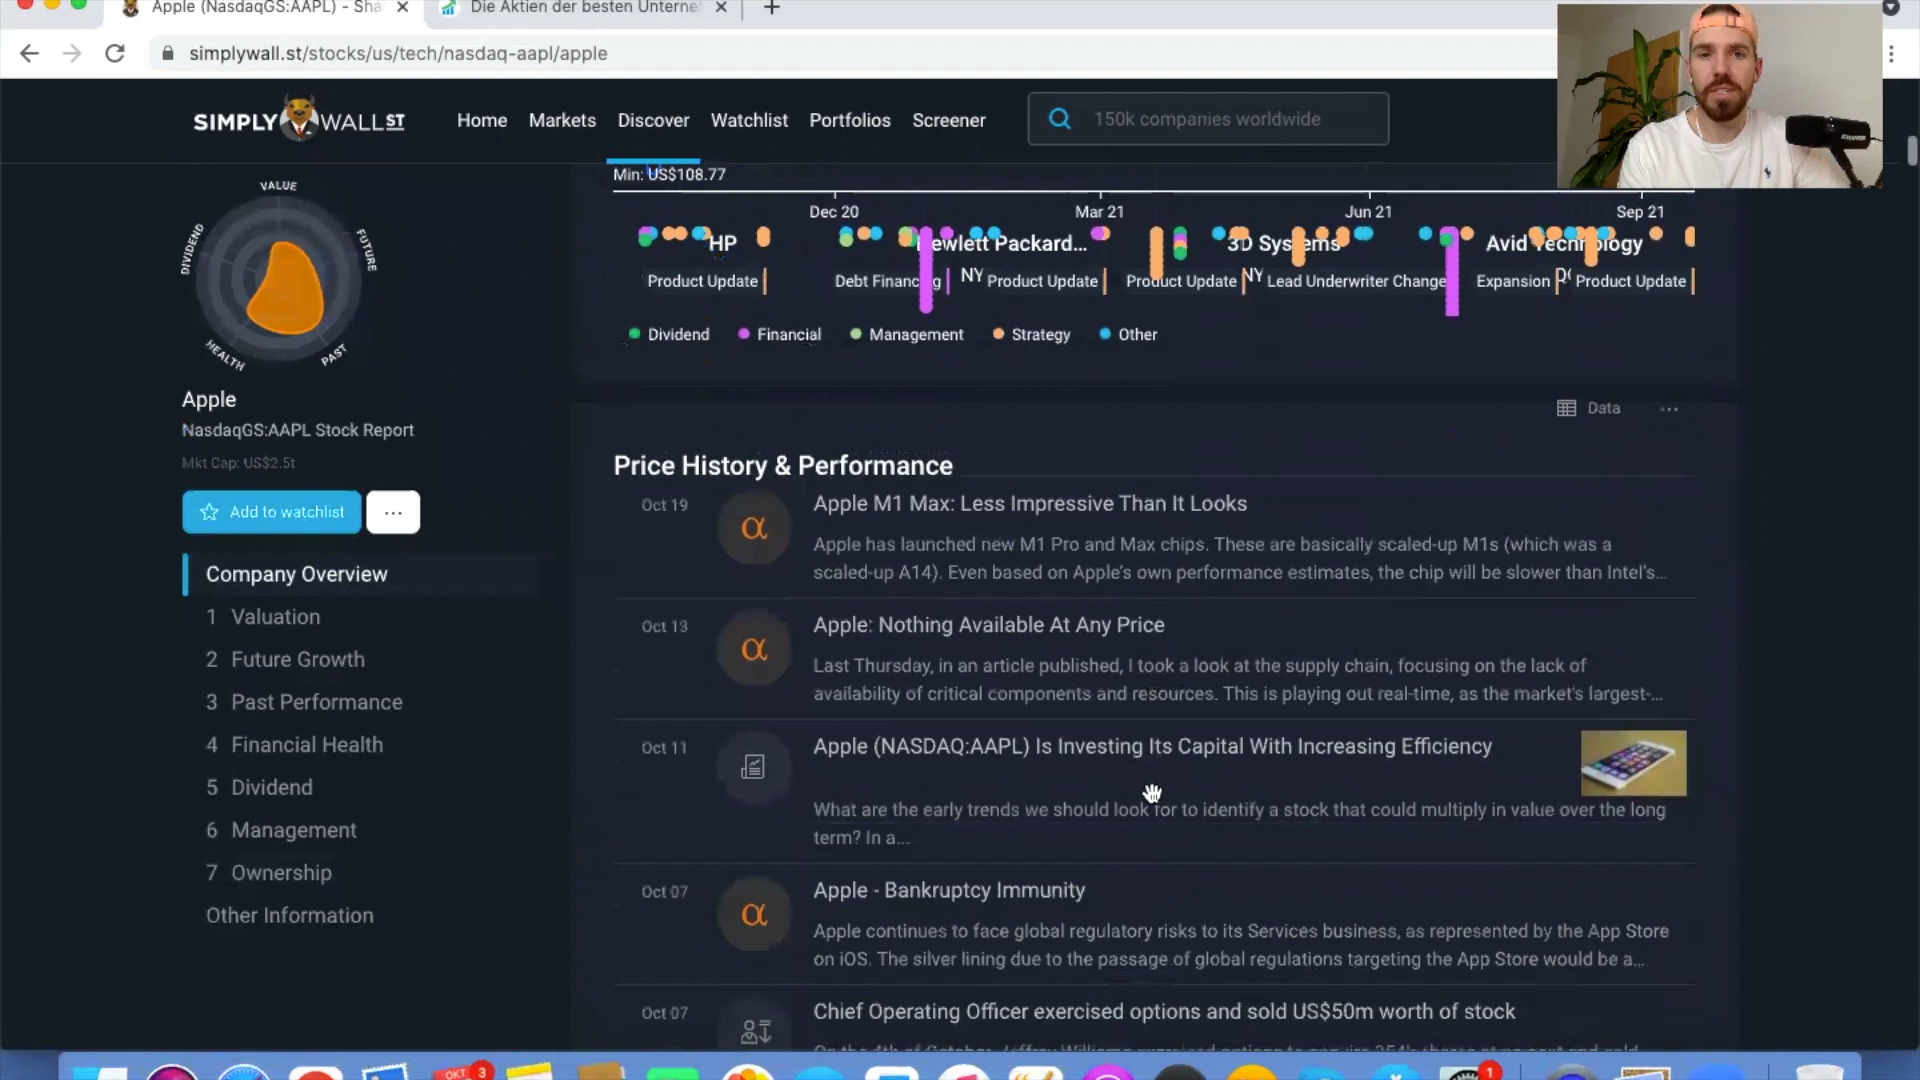 Apple (NasdaqGS:AAPL) - Sha
Die Aktien der besten Unterne
simplywall.st/stocks/us/tech/nasdaq-aapl/apple
SIMPLY WALL ST
Home Markets Discover Watchlist Portfolios Screener
150k companies worldwide
VALUE
FUTURE
PAST
HEALTH
DIVIDEND
Apple
NasdaqGS:AAPL Stock Report
Mkt Cap: US$2.5t
Add to watchlist
...
Company Overview
1 Valuation
2 Future Growth
3 Past Performance
4 Financial Health
5 Dividend
6 Management
7 Ownership
Other Information
Min: US$108.77
Dec 20 Mar 21 Jun 21 Sep 21
HP Hewlett Packard... 3D Systems Avid Technology
Product Update Debt Financing NY Product Update Product Update NY Lead Underwriter Change Expansion Product Update
Dividend Financial Management Strategy Other
Data ...
Price History & Performance
Oct 19
α
Apple M1 Max: Less Impressive Than It Looks
Apple has launched new M1 Pro and Max chips. These are basically scaled-up M1s (which was a
scaled-up A14). Even based on Apple's own performance estimates, the chip will be slower than Intel's...
Oct 13
α
Apple: Nothing Available At Any Price
Last Thursday, in an article published, I took a look at the supply chain, focusing on the lack of
availability of critical components and resources. This is playing out real-time, as the market's largest-...
Oct 11
Apple (NASDAQ:AAPL) Is Investing Its Capital With Increasing Efficiency
What are the early trends we should look for to identify a stock that could multiply in value over the long
term? In a...
Oct 07
α
Apple - Bankruptcy Immunity
Apple continues to face global regulatory risks to its Services business, as represented by the App Store
on iOS. The silver lining due to the passage of global regulations targeting the App Store would be a...
Oct 07
Chief Operating Officer exercised options and sold US$50m worth of stock
OKT 3
1